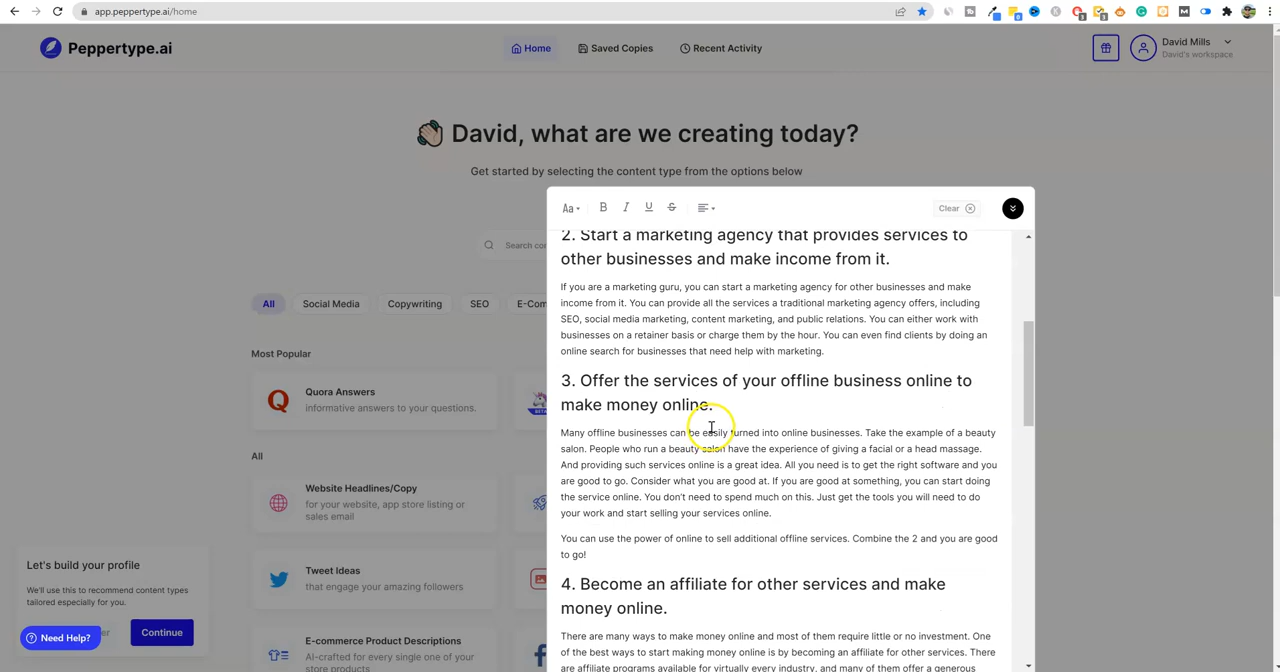 app.peppertype.ai/home
Peppertype.ai
Home
Saved Copies
Recent Activity
David Mills
David's workspace
David, what are we creating today?
Get started by selecting the content type from the options below
Search con
All
Social Media
Copywriting
SEO
E-Com
Most Popular
Quora Answers
informative answers to your questions.
BETA
All
Website Headlines/Copy
for your website, app store listing or
sales email
Tweet Ideas
that engage your amazing followers
E-commerce Product Descriptions
AI-crafted for every single one of your
store products
Let's build your profile
We'll use this to recommend content types
tailored especially for you.
Continue
Need Help?
Aa
B
I
U
S
Clear
2. Start a marketing agency that provides services to
other businesses and make income from it.
If you are a marketing guru, you can start a marketing agency for other businesses and make
income from it. You can provide all the services a traditional marketing agency offers, including
SEO, social media marketing, content marketing, and public relations. You can either work with
businesses on a retainer basis or charge them by the hour. You can even find clients by doing an
online search for businesses that need help with marketing.
3. Offer the services of your offline business online to
make money online.
Many offline businesses can be easily turned into online businesses. Take the example of a beauty
salon. People who run a beauty salon have the experience of giving a facial or a head massage.
And providing such services online is a great idea. All you need is to get the right software and you
are good to go. Consider what you are good at. If you are good at something, you can start doing
the service online. You don't need to spend much on this. Just get the tools you will need to do
your work and start selling your services online.
You can use the power of online to sell additional offline services. Combine the 2 and you are good
to go!
4. Become an affiliate for other services and make
money online.
There are many ways to make money online and most of them require little or no investment. One
of the best ways to start making money online is by becoming an affiliate for other services. There
are affiliate programs available for virtually every industry, and many of them offer a generous